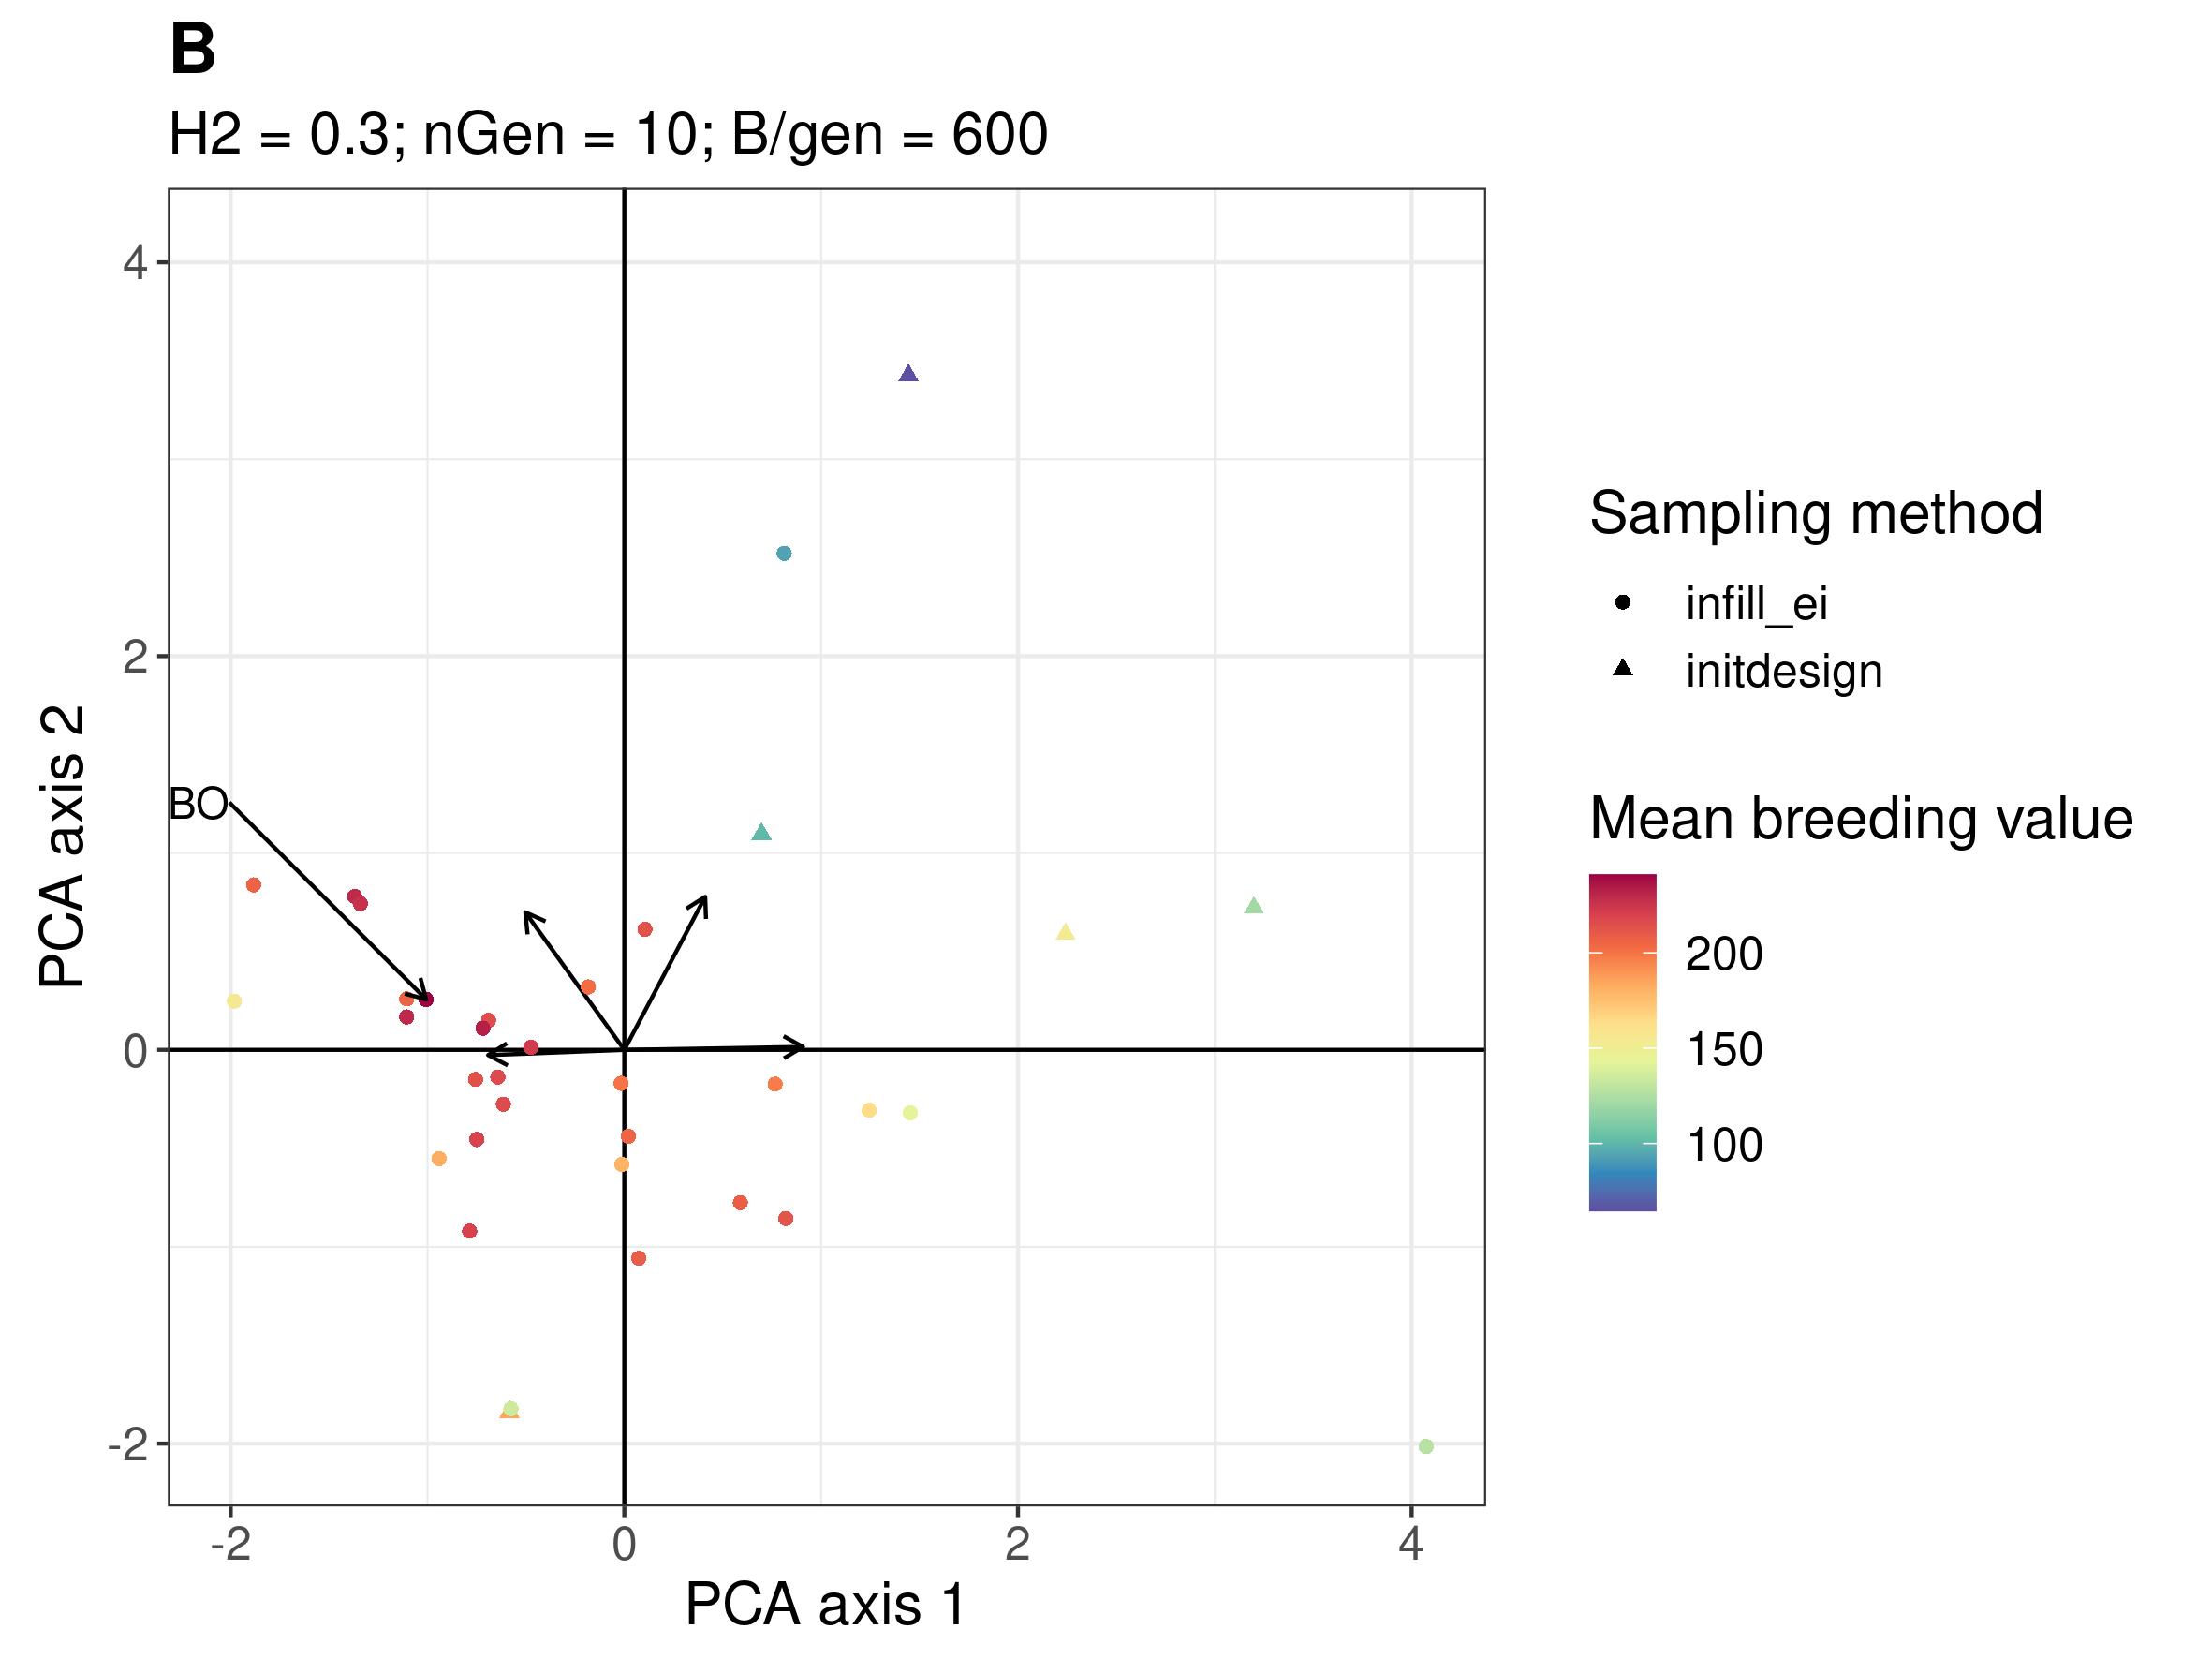 B
H2 = 0.3; nGen = 10; B/gen = 600
4
2
0
-2
PCA axis 2
BO
-2
0
2
4
PCA axis 1
Sampling method
infill_ei
initdesign
Mean breeding value
200
150
100